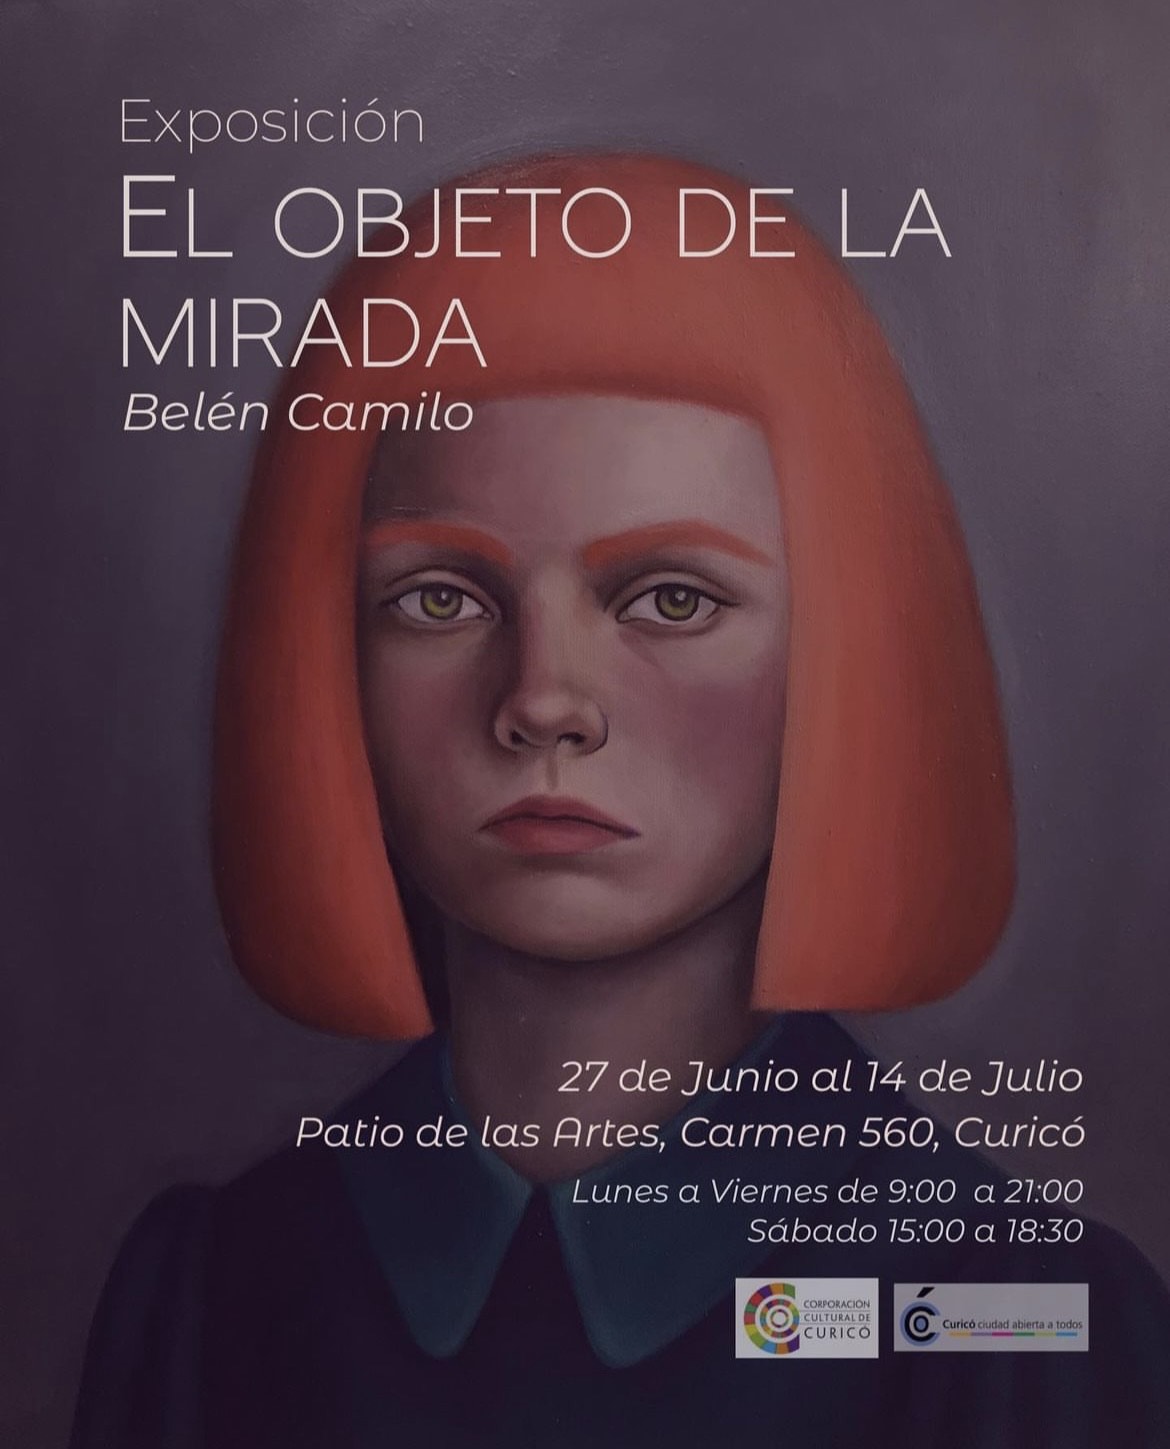 Exposición
EL OBJETO DE LA
MIRADA
Belén Camilo
27 de Junio al 14 de Julio
Patio de las Artes, Carmen 560, Curicó
Lunes a Viernes de 9:00 a 21:00
Sábado 15:00 a 18:30
CORPORACIÓN
CULTURAL DE
CURICÓ
Curicó ciudad abierta a todos